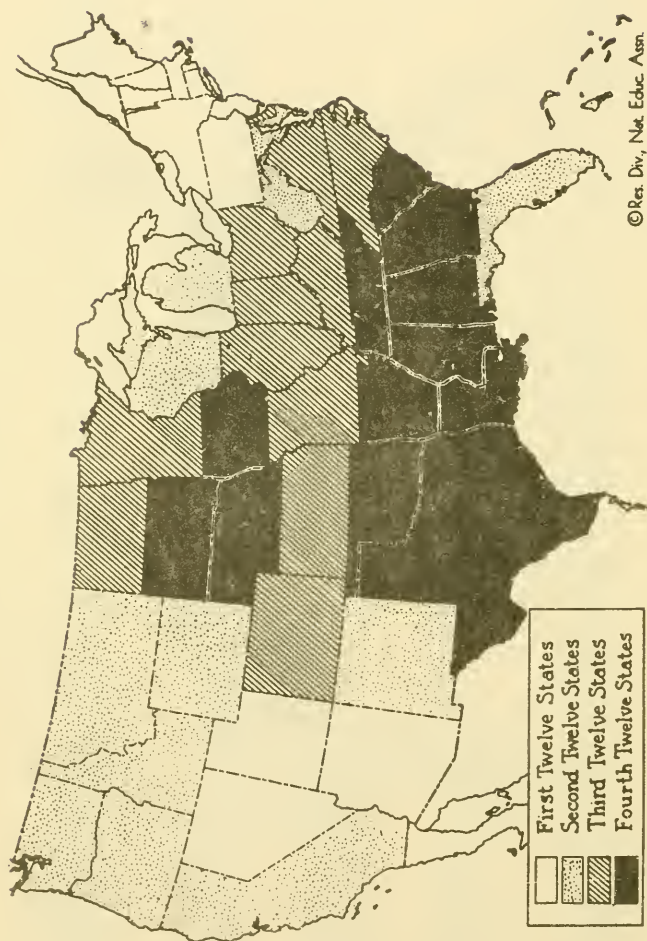 First Twelve States
Second Twelve States
Third Twelve States
Fourth Twelve States
©Res. Div., Nat. Educ. Assn.